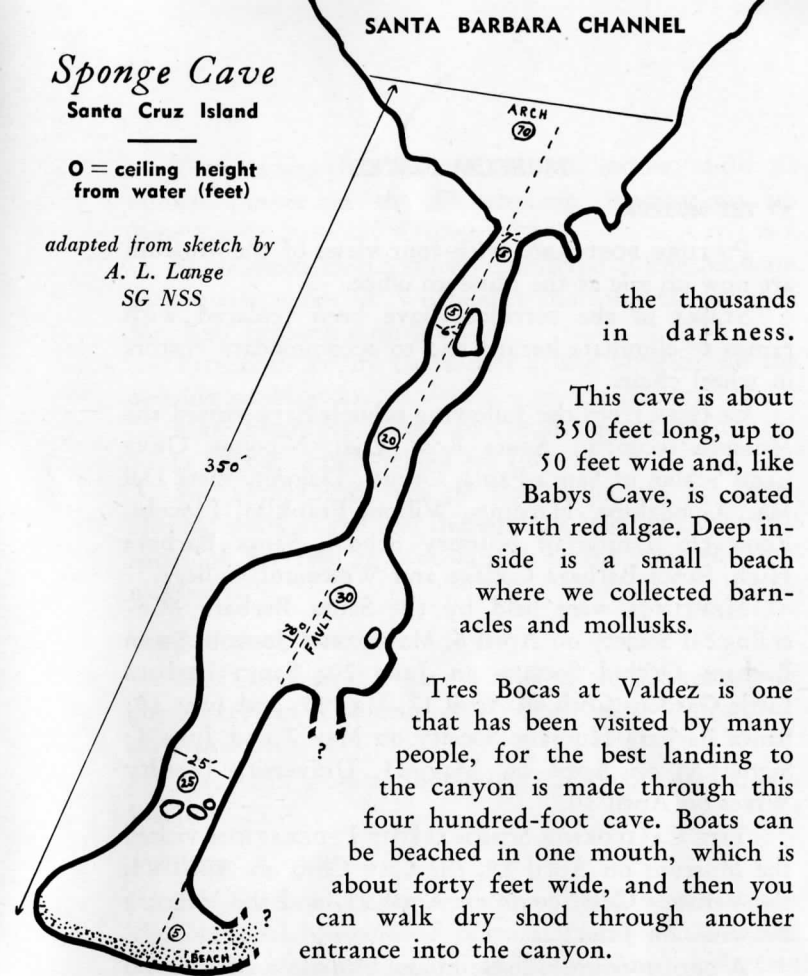 SANTA BARBARA CHANNEL
Sponge Cave
Santa Cruz Island
O = ceiling height
from water (feet)
adapted from sketch by
A. L. Lange
SG NSS
ARCH
70
7'
8
5
6'
20
350'
30
78°
FAULT
?
25'
25
?
5
BEACH
the thousands
in darkness.
This cave is about
350 feet long, up to
50 feet wide and, like
Babys Cave, is coated
with red algae. Deep in-
side is a small beach
where we collected barn-
acles and mollusks.
Tres Bocas at Valdez is one
that has been visited by many
people, for the best landing to
the canyon is made through this
four hundred-foot cave. Boats can
be beached in one mouth, which is
about forty feet wide, and then you
can walk dry shod through another
entrance into the canyon.